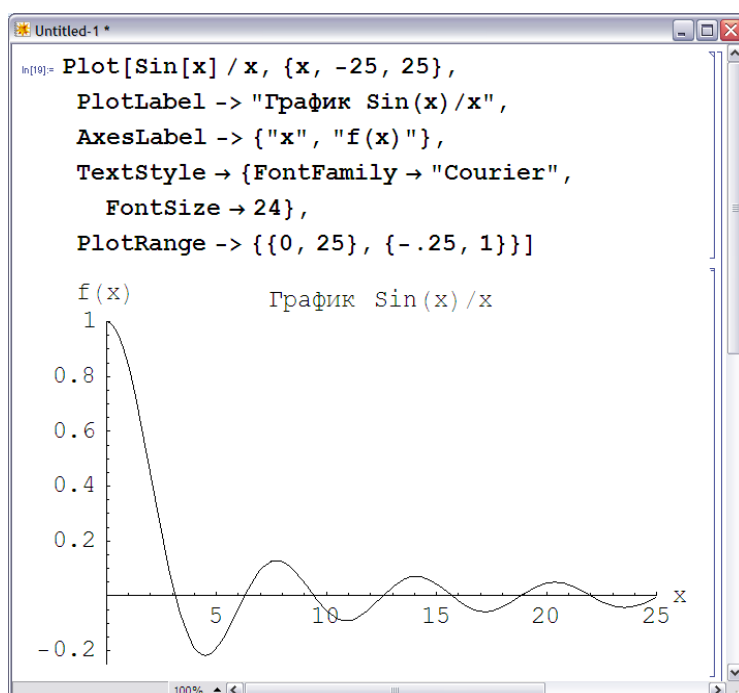 Untitled-1 *
In[19]:= Plot[Sin[x] / x, {x, -25, 25},
PlotLabel -> "График Sin(x)/x",
AxesLabel -> {"x", "f(x)"},
TextStyle → {FontFamily → "Courier",
FontSize → 24},
PlotRange -> {{0, 25}, {-.25, 1}}]
f(x)
График Sin(x)/x
1
0.8
0.6
0.4
0.2
-0.2
5 10 15 20 25
x
100%